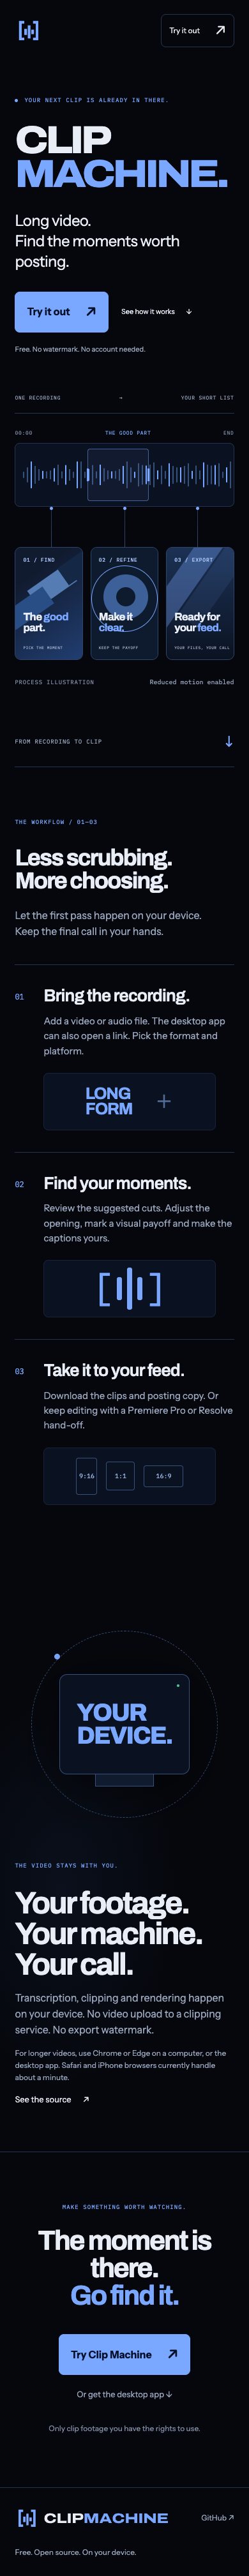 Try it out ↗
YOUR NEXT CLIP IS ALREADY IN THERE.
CLIP
MACHINE.
Long video.
Find the moments worth
posting.
Try it out ↗
See how it works ↓
Free. No watermark. No account needed.
ONE RECORDING → YOUR SHORT LIST
00:00 THE GOOD PART END
01 / FIND
The good
part.
PICK THE MOMENT
02 / REFINE
Make it
clear.
KEEP THE PAYOFF
03 / EXPORT
Ready for
your feed.
YOUR FILES, YOUR CALL
PROCESS ILLUSTRATION Reduced motion enabled
FROM RECORDING TO CLIP ↓
THE WORKFLOW / 01—03
Less scrubbing.
More choosing.
Let the first pass happen on your device.
Keep the final call in your hands.
01 Bring the recording.
Add a video or audio file. The desktop app
can also open a link. Pick the format and
platform.
LONG
FORM
02 Find your moments.
Review the suggested cuts. Adjust the
opening, mark a visual payoff and make the
captions yours.
03 Take it to your feed.
Download the clips and posting copy. Or
keep editing with a Premiere Pro or Resolve
hand-off.
9:16 1:1 16:9
YOUR
DEVICE.
THE VIDEO STAYS WITH YOU.
Your footage.
Your machine.
Your call.
Transcription, clipping and rendering happen
on your device. No video upload to a clipping
service. No export watermark.
For longer videos, use Chrome or Edge on a computer, or the
desktop app. Safari and iPhone browsers currently handle
about a minute.
See the source ↗
MAKE SOMETHING WORTH WATCHING.
The moment is
there.
Go find it.
Try Clip Machine ↗
Or get the desktop app ↓
Only clip footage you have the rights to use.
CLIPMACHINE
GitHub ↗
Free. Open source. On your device.